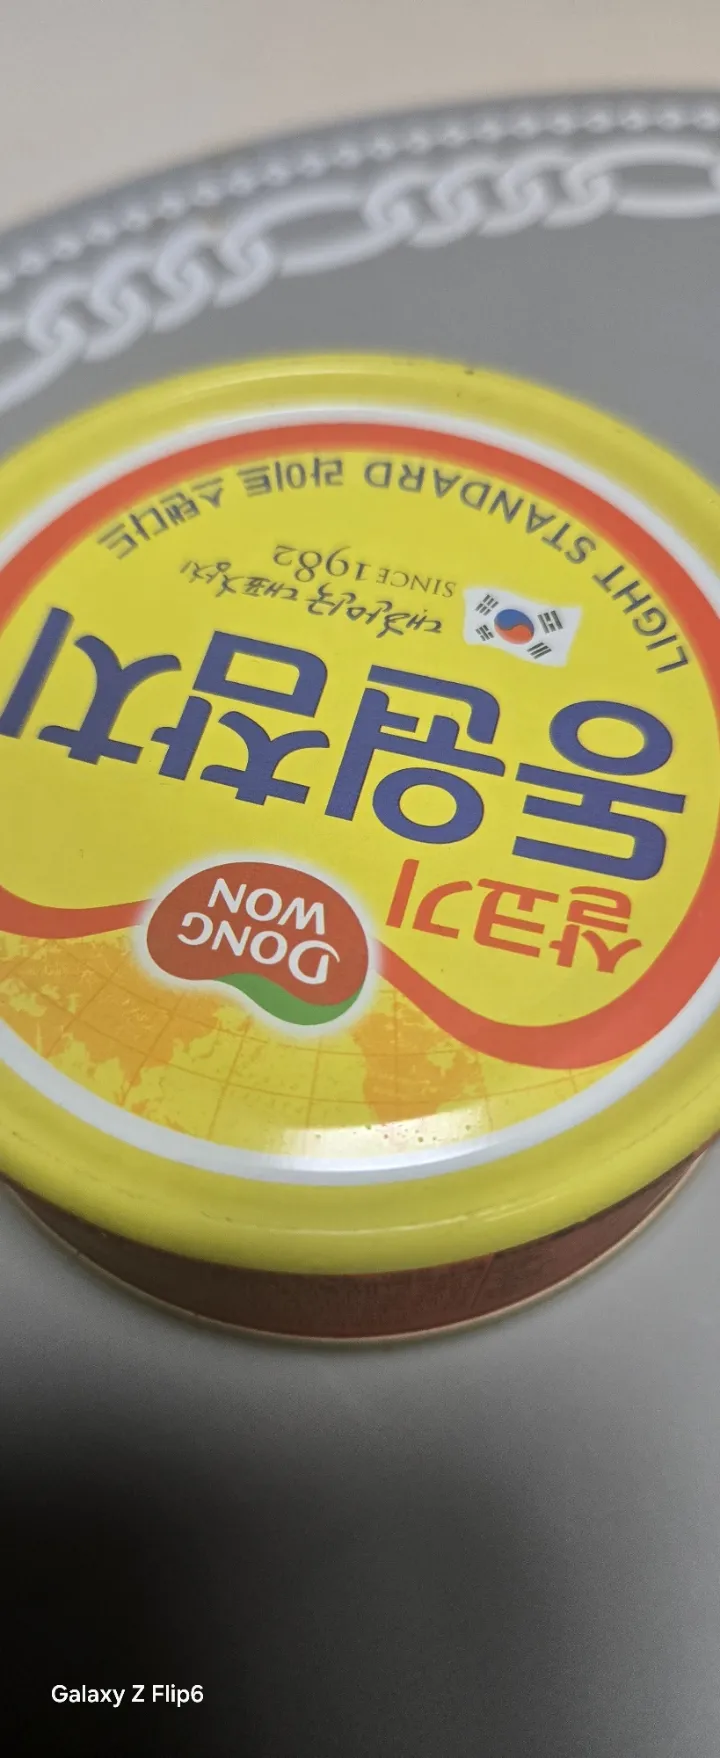 LIGHT STANDARD 라이트 스탠다드
SINCE 1982
대한민국 대표참치
동원참치
살코기
DONG
WON
Galaxy Z Flip6